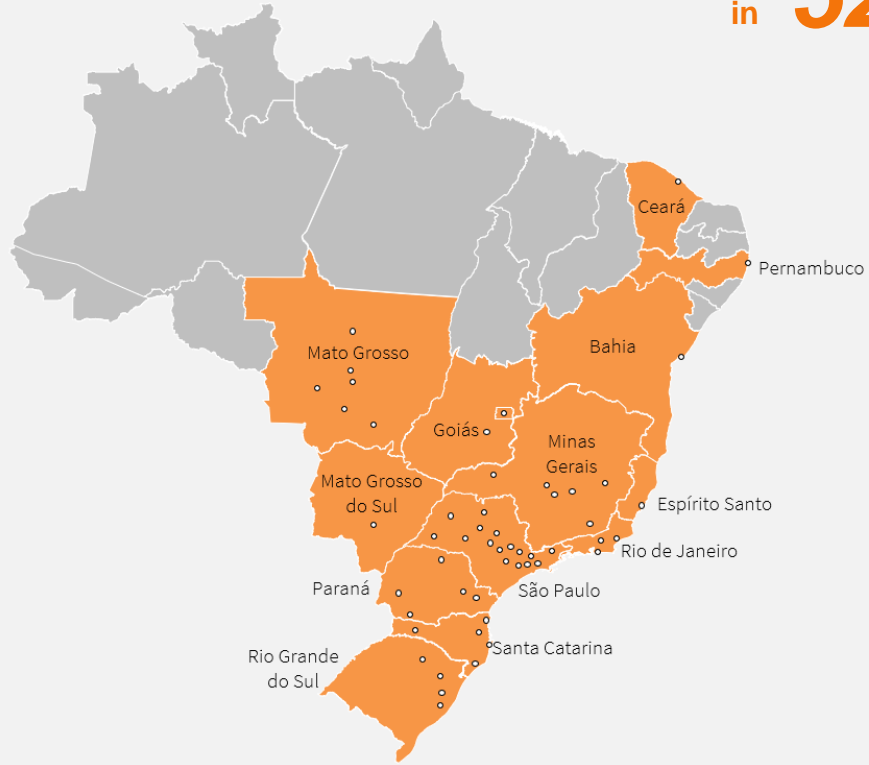 in 52
Ceará
Pernambuco
Bahia
Mato Grosso
Goiás
Minas
Gerais
Mato Grosso
do Sul
Espírito Santo
Rio de Janeiro
Paraná
São Paulo
Santa Catarina
Rio Grande
do Sul